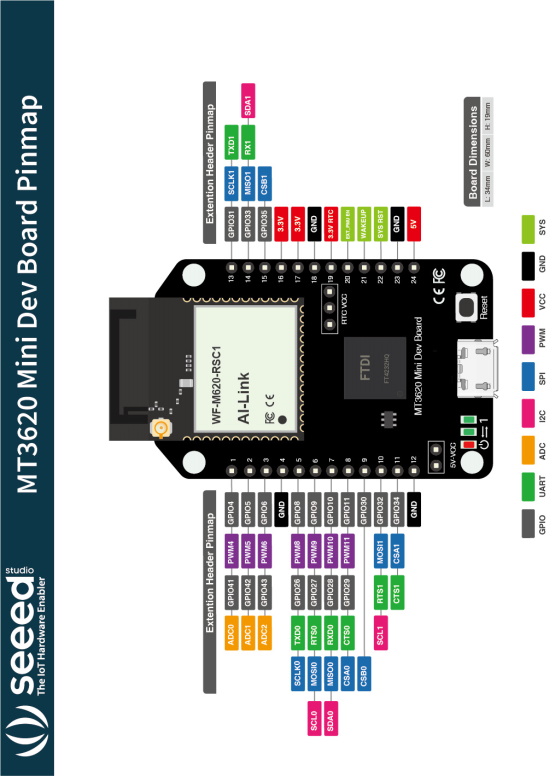 seeed
studio
The IoT Hardware Enabler
MT3620 Mini Dev Board Pinmap
Extention Header Pinmap
ADC0 GPIO41 PWM4 GPIO4 1
ADC1 GPIO42 PWM5 GPIO5 2
ADC2 GPIO43 PWM6 GPIO6 3
GND 4
SCLK0 TXD0 GPIO26 PWM8 GPIO8 5
SCL0 MOSI0 RTS0 GPIO27 PWM9 GPIO9 6
SDA0 MISO0 RXD0 GPIO28 PWM10 GPIO10 7
CSA0 CTS0 GPIO29 PWM11 GPIO11 8
CSB0 GPIO30 9
SCL1 RTS1 MOSI1 GPIO32 10
CTS1 CSA1 GPIO34 11
GND 12
WF-M620-RSC1
AI-Link
FC CE
RTC VCC
FTDI
FT4232HQ
MT3620 Mini Dev Board
5V-VCC
1
CE FC
Reset
Extention Header Pinmap
13 GPIO31 SCLK1 TXD1
14 GPIO33 MISO1 RX1 SDA1
15 GPIO35 CSB1
16 3.3V
17 3.3V
18 GND
19 3.3V RTC
20 EXT_PMU EN
21 WAKEUP
22 SYS RST
23 GND
24 5V
Board Dimensions
L: 34mm W: 60mm H: 19mm
GPIO UART ADC I2C SPI PWM VCC GND SYS